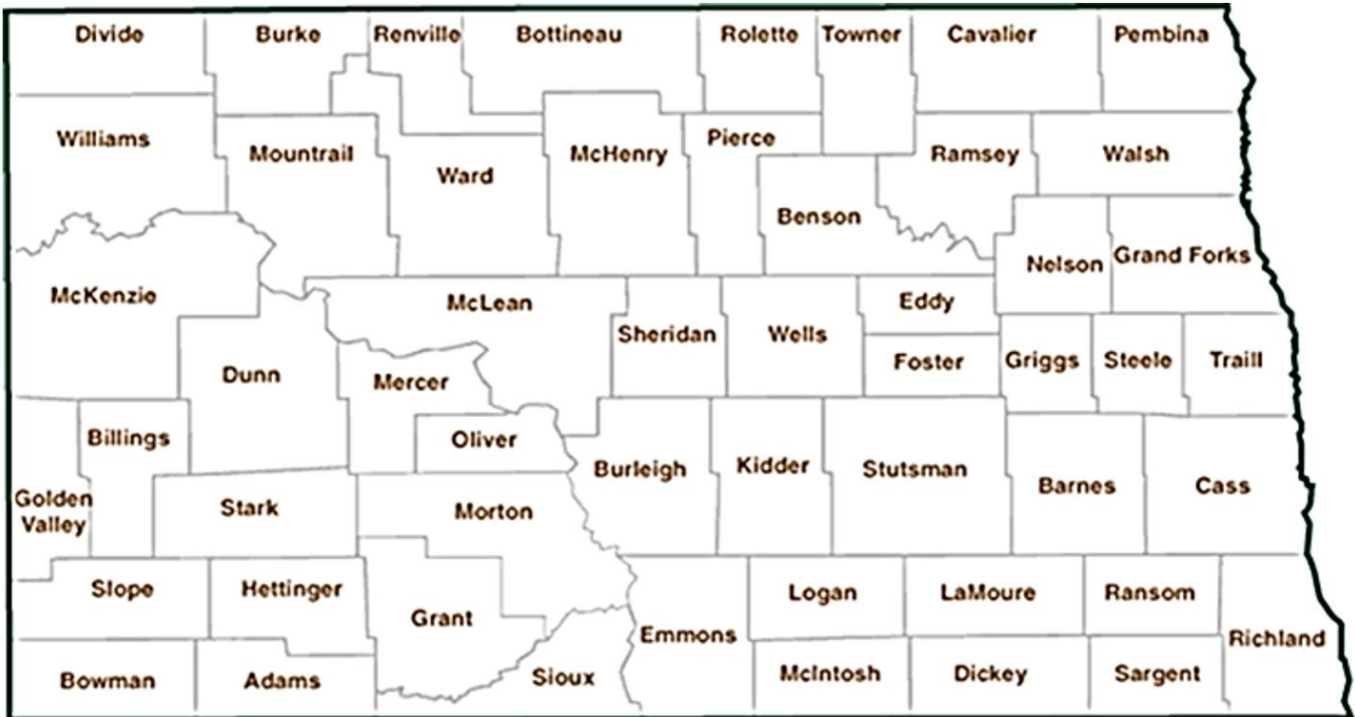 Divide
Burke
Renville
Bottineau
Rolette
Towner
Cavalier
Pembina
Williams
Mountrail
Ward
McHenry
Pierce
Ramsey
Walsh
Benson
Nelson
Grand Forks
McKenzie
McLean
Sheridan
Wells
Eddy
Foster
Griggs
Steele
Traill
Dunn
Mercer
Oliver
Billings
Golden
Valley
Stark
Morton
Burleigh
Kidder
Stutsman
Barnes
Cass
Slope
Hettinger
Grant
Emmons
Logan
LaMoure
Ransom
Richland
Bowman
Adams
Sioux
McIntosh
Dickey
Sargent